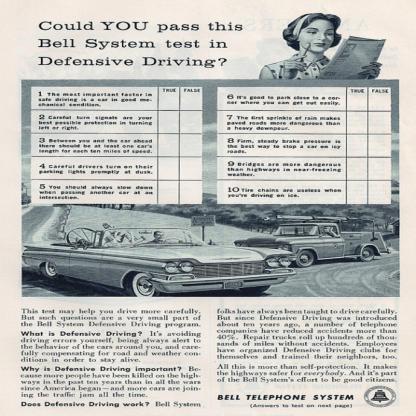 Could YOU pass this
Bell System test in
Defensive Driving?
TRUE FALSE
1 The most important factor in
safe driving is a car in good me-
chanical condition.
2 Careful turn signals are your
best possible protection in turning
left or right.
3 Between you and the car ahead
there should be at least one car's
length for each ten miles of speed.
4 Careful drivers turn on their
parking lights promptly at dusk.
5 You should always slow down
when passing another car at an
intersection.
TRUE FALSE
6 It's good to park close to a cor-
ner where you can get out easily.
7 The first sprinkle of rain makes
paved roads more dangerous than
a heavy downpour.
8 Firm, steady brake pressure is
the best way to stop a car on icy
roads.
9 Bridges are more dangerous
than highways in near-freezing
weather.
10 Tire chains are useless when
you're driving on ice.
This test may help you drive more carefully.
But such questions are a very small part of
the Bell System Defensive Driving program.
What is Defensive Driving? It's avoiding
driving errors yourself, being always alert to
the behavior of the cars around you, and care-
fully compensating for road and weather con-
ditions in order to stay alive.
Why is Defensive Driving important? Be-
cause more people have been killed on the high-
ways in the past ten years than in all the wars
since America began—and more cars are join-
ing the traffic jam all the time.
Does Defensive Driving work? Bell System
folks have always been taught to drive carefully.
But since Defensive Driving was introduced
about ten years ago, a number of telephone
companies have reduced accidents more than
40%. Repair trucks roll up hundreds of thou-
sands of miles without accidents. Employees
have organized Defensive Driving clubs for
themselves and trained their neighbors, too.
All this is more than self-protection. It makes
the highways safer for everybody. And it's part
of the Bell System's effort to be good citizens.
BELL TELEPHONE SYSTEM
(Answers to test on next page)